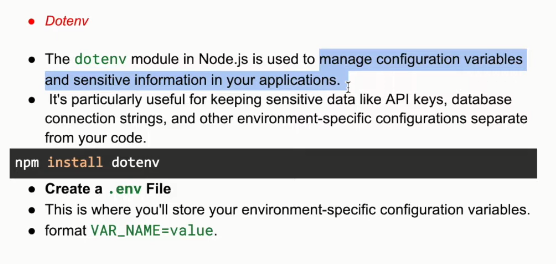 ● Dotenv
● The dotenv module in Node.js is used to manage configuration variables
and sensitive information in your applications.
● It's particularly useful for keeping sensitive data like API keys, database
connection strings, and other environment-specific configurations separate
from your code.
npm install dotenv
● Create a .env File
● This is where you'll store your environment-specific configuration variables.
● format VAR_NAME=value.